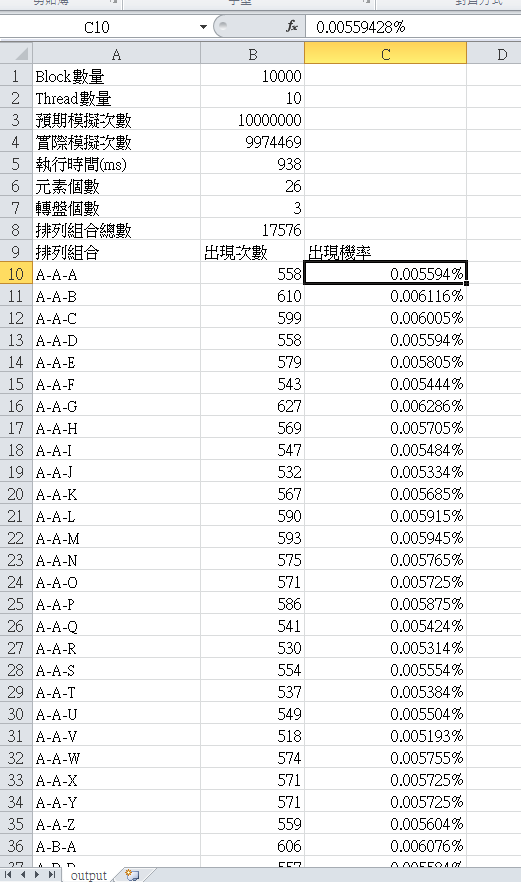 C10 fx 0.00559428%
A B C D
1 Block數量 10000
2 Thread數量 10
3 預期模擬次數 10000000
4 實際模擬次數 9974469
5 執行時間(ms) 938
6 元素個數 26
7 轉盤個數 3
8 排列組合總數 17576
9 排列組合 出現次數 出現機率
10 A-A-A 558 0.005594%
11 A-A-B 610 0.006116%
12 A-A-C 599 0.006005%
13 A-A-D 558 0.005594%
14 A-A-E 579 0.005805%
15 A-A-F 543 0.005444%
16 A-A-G 627 0.006286%
17 A-A-H 569 0.005705%
18 A-A-I 547 0.005484%
19 A-A-J 532 0.005334%
20 A-A-K 567 0.005685%
21 A-A-L 590 0.005915%
22 A-A-M 593 0.005945%
23 A-A-N 575 0.005765%
24 A-A-O 571 0.005725%
25 A-A-P 586 0.005875%
26 A-A-Q 541 0.005424%
27 A-A-R 530 0.005314%
28 A-A-S 554 0.005554%
29 A-A-T 537 0.005384%
30 A-A-U 549 0.005504%
31 A-A-V 518 0.005193%
32 A-A-W 574 0.005755%
33 A-A-X 571 0.005725%
34 A-A-Y 571 0.005725%
35 A-A-Z 559 0.005604%
36 A-B-A 606 0.006076%
output